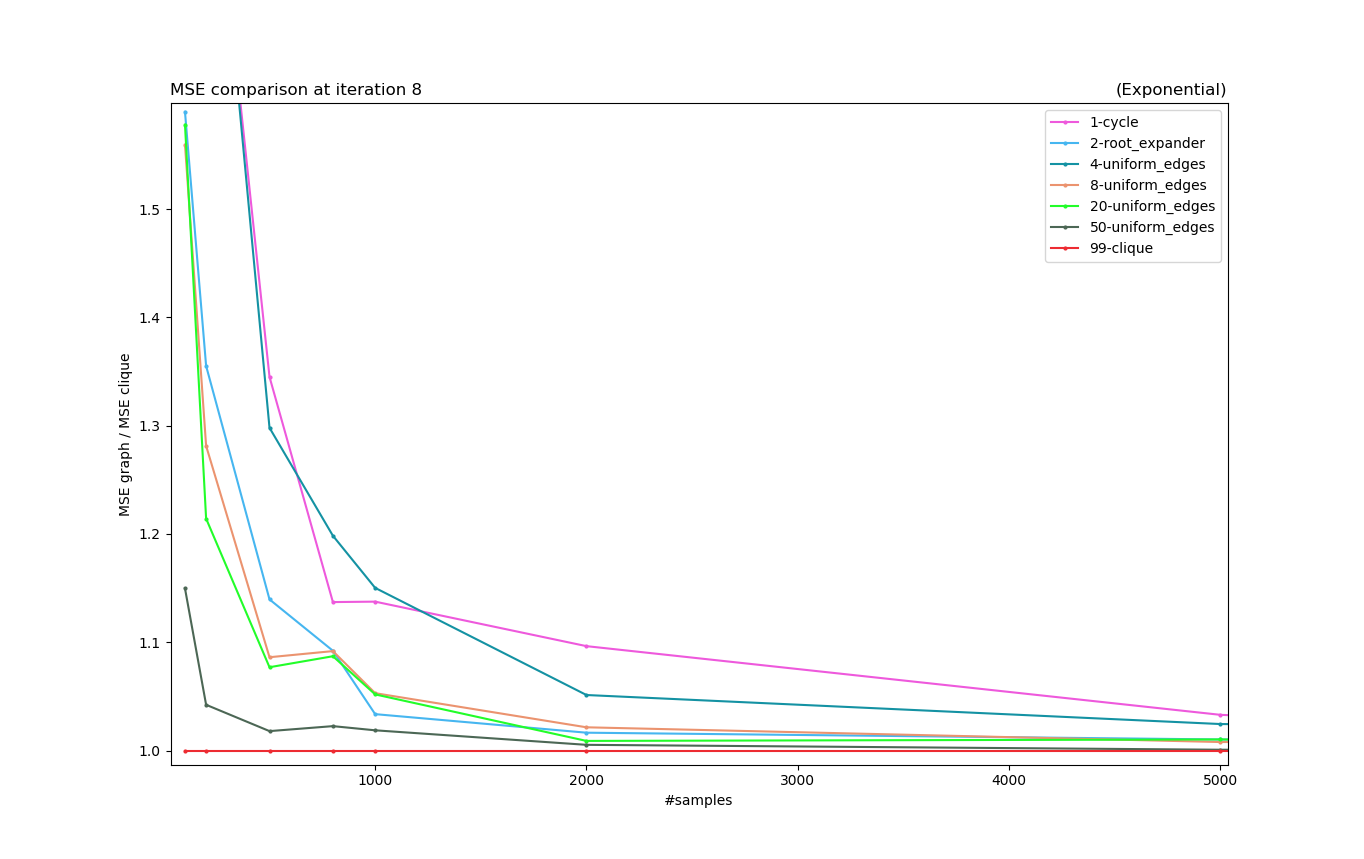 MSE comparison at iteration 8
(Exponential)
1-cycle
2-root_expander
4-uniform_edges
8-uniform_edges
20-uniform_edges
50-uniform_edges
99-clique
MSE graph / MSE clique
1.5
1.4
1.3
1.2
1.1
1.0
1000
2000
3000
4000
5000
#samples